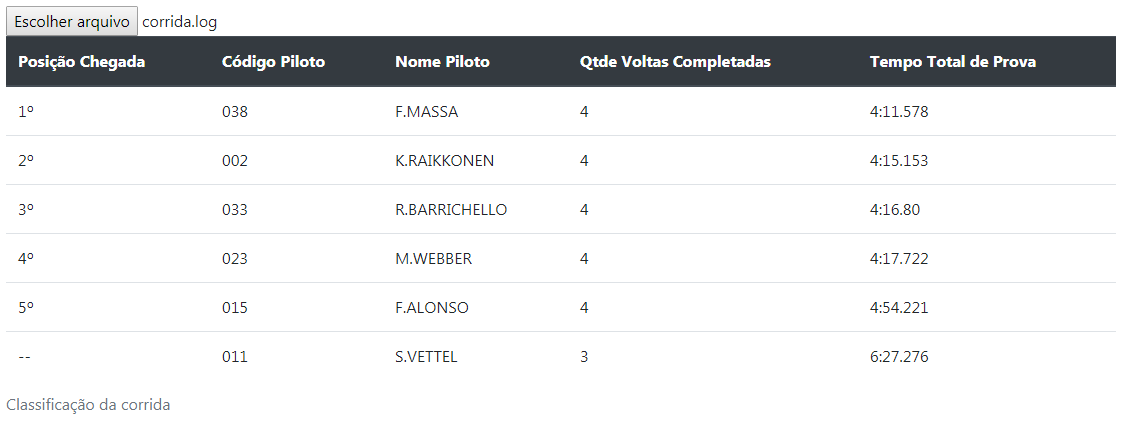 Escolher arquivo corrida.log
Posição Chegada Código Piloto Nome Piloto Qtde Voltas Completadas Tempo Total de Prova
1º 038 F.MASSA 4 4:11.578
2º 002 K.RAIKKONEN 4 4:15.153
3º 033 R.BARRICHELLO 4 4:16.80
4º 023 M.WEBBER 4 4:17.722
5º 015 F.ALONSO 4 4:54.221
-- 011 S.VETTEL 3 6:27.276
Classificação da corrida